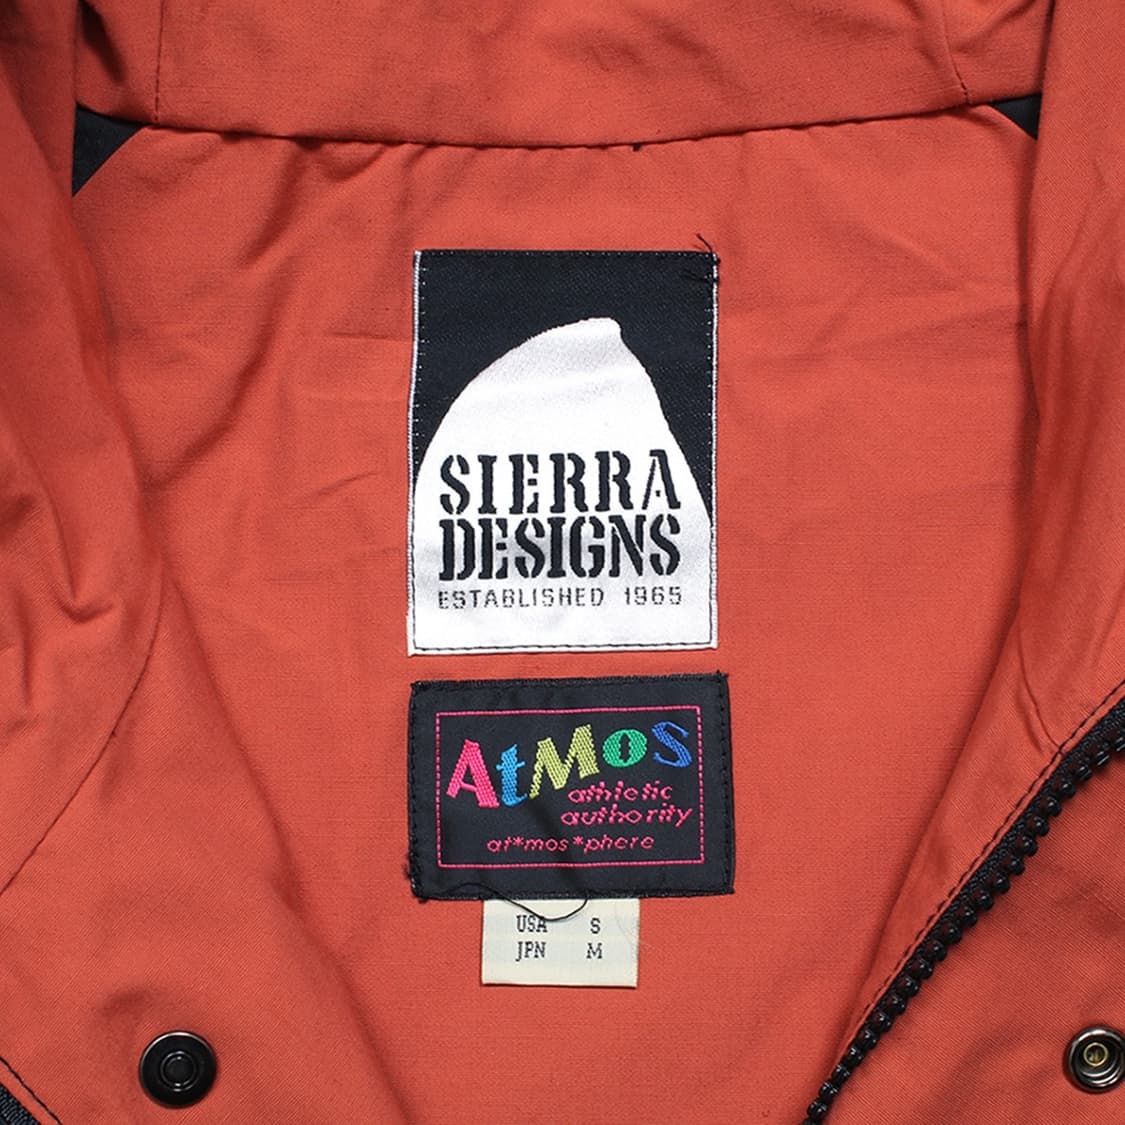 SIERRA
DESIGNS
ESTABLISHED 1965
AtMoS
athletic
authority
at*mos*phere
USA S
JPN M